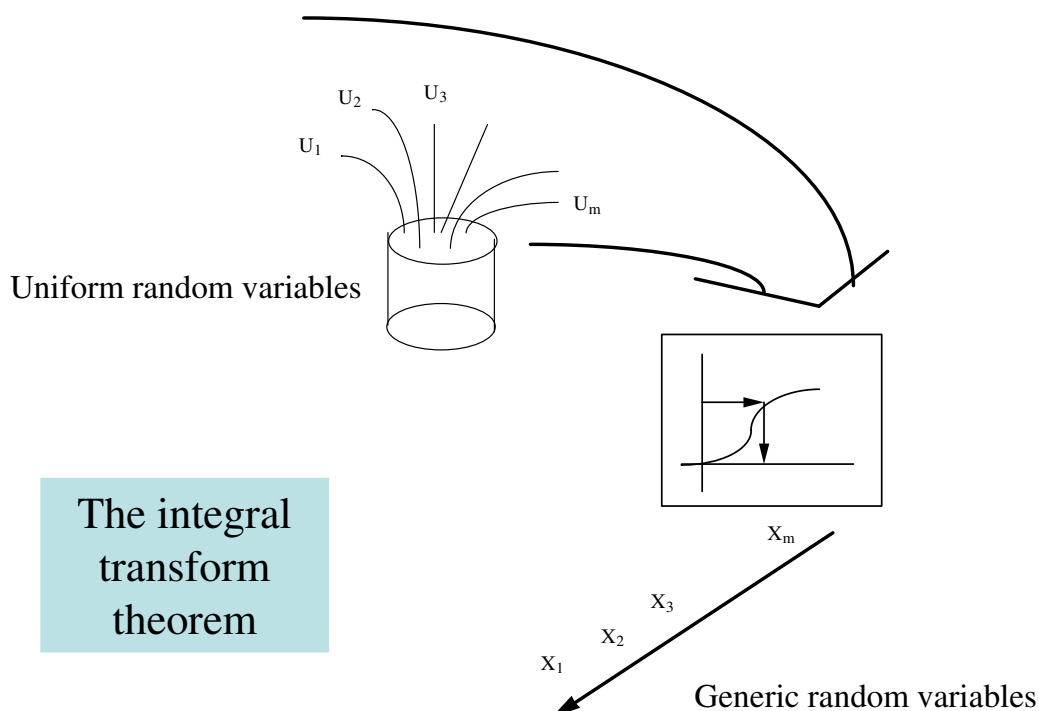 U₂
U₃
U₁
Uₘ
Uniform random variables
The integral
transform
theorem
Xₘ
X₃
X₂
X₁
Generic random variables